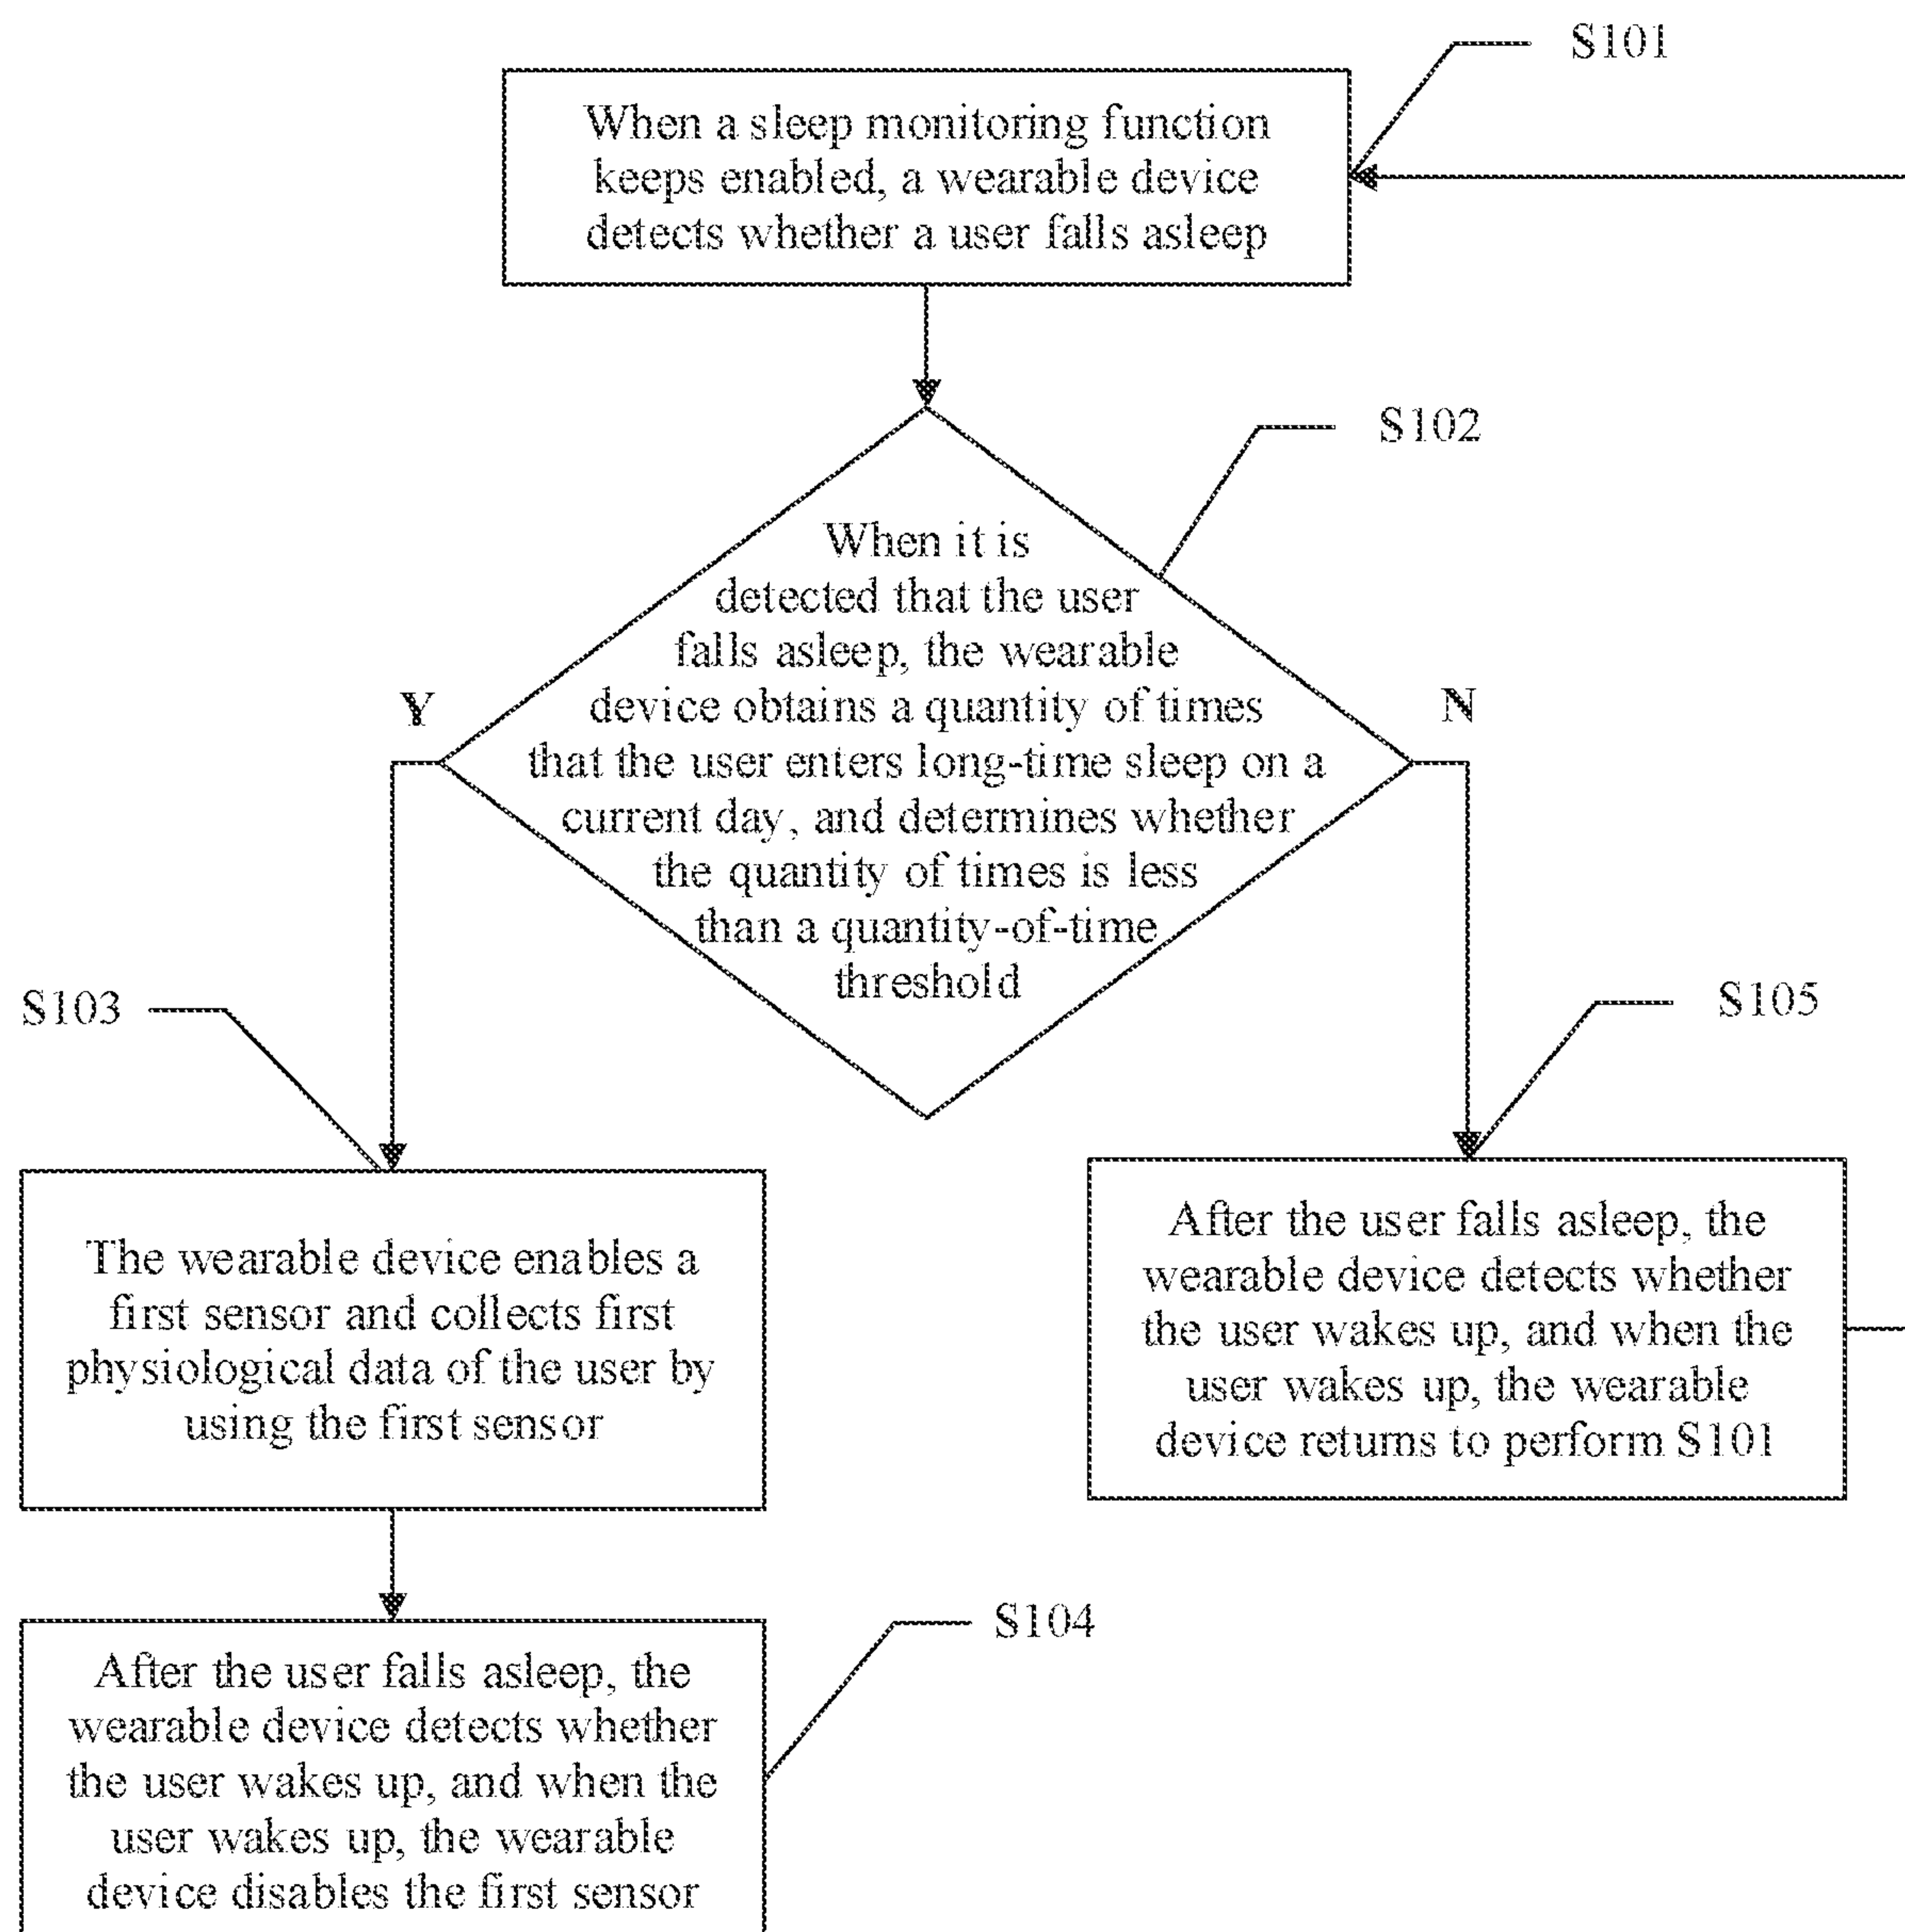 S101
When a sleep monitoring function
keeps enabled, a wearable device
detects whether a user falls asleep
S102
When it is
detected that the user
falls asleep, the wearable
device obtains a quantity of times
that the user enters long-time sleep on a
current day, and determines whether
the quantity of times is less
than a quantity-of-time
threshold
Y
N
S103
S105
The wearable device enables a
first sensor and collects first
physiological data of the user by
using the first sensor
After the user falls asleep, the
wearable device detects whether
the user wakes up, and when the
user wakes up, the wearable
device returns to perform S101
S104
After the user falls asleep, the
wearable device detects whether
the user wakes up, and when the
user wakes up, the wearable
device disables the first sensor